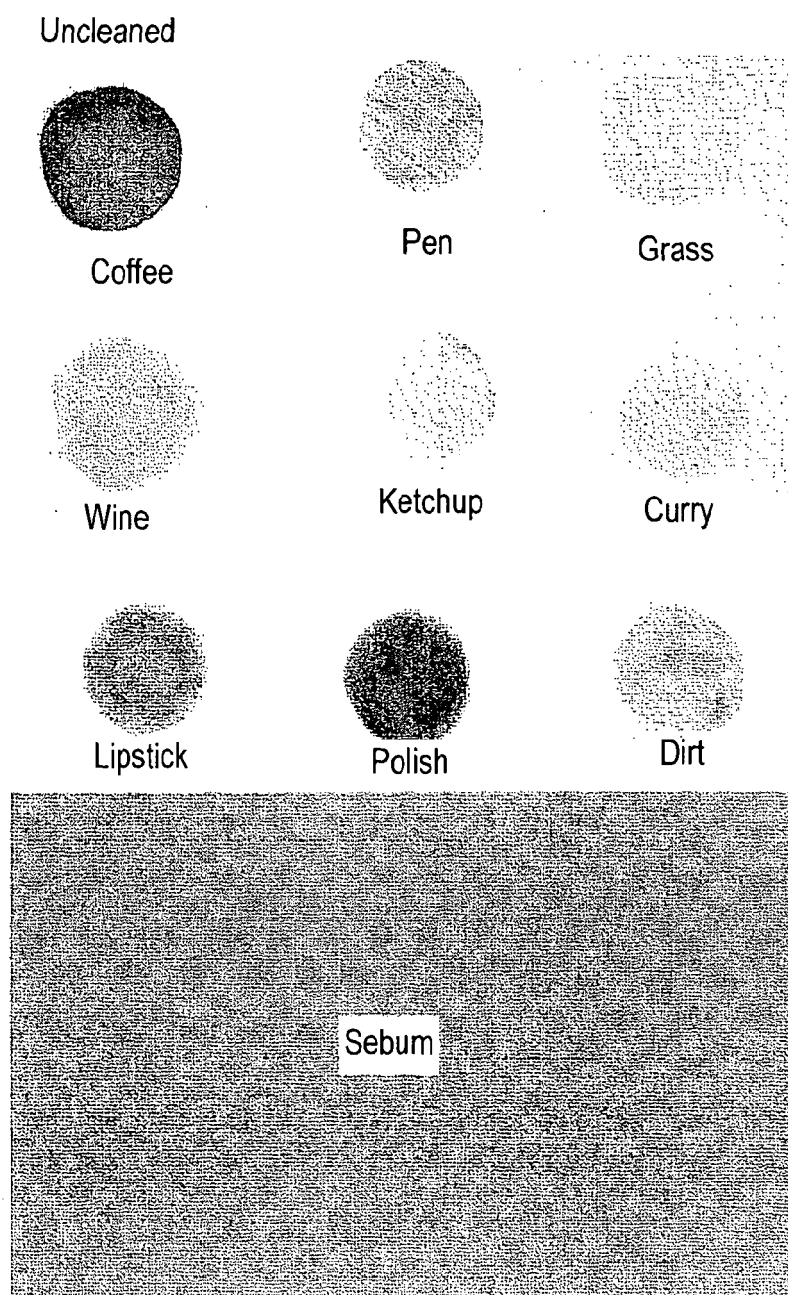 Uncleaned
Coffee
Pen
Grass
Wine
Ketchup
Curry
Lipstick
Polish
Dirt
Sebum